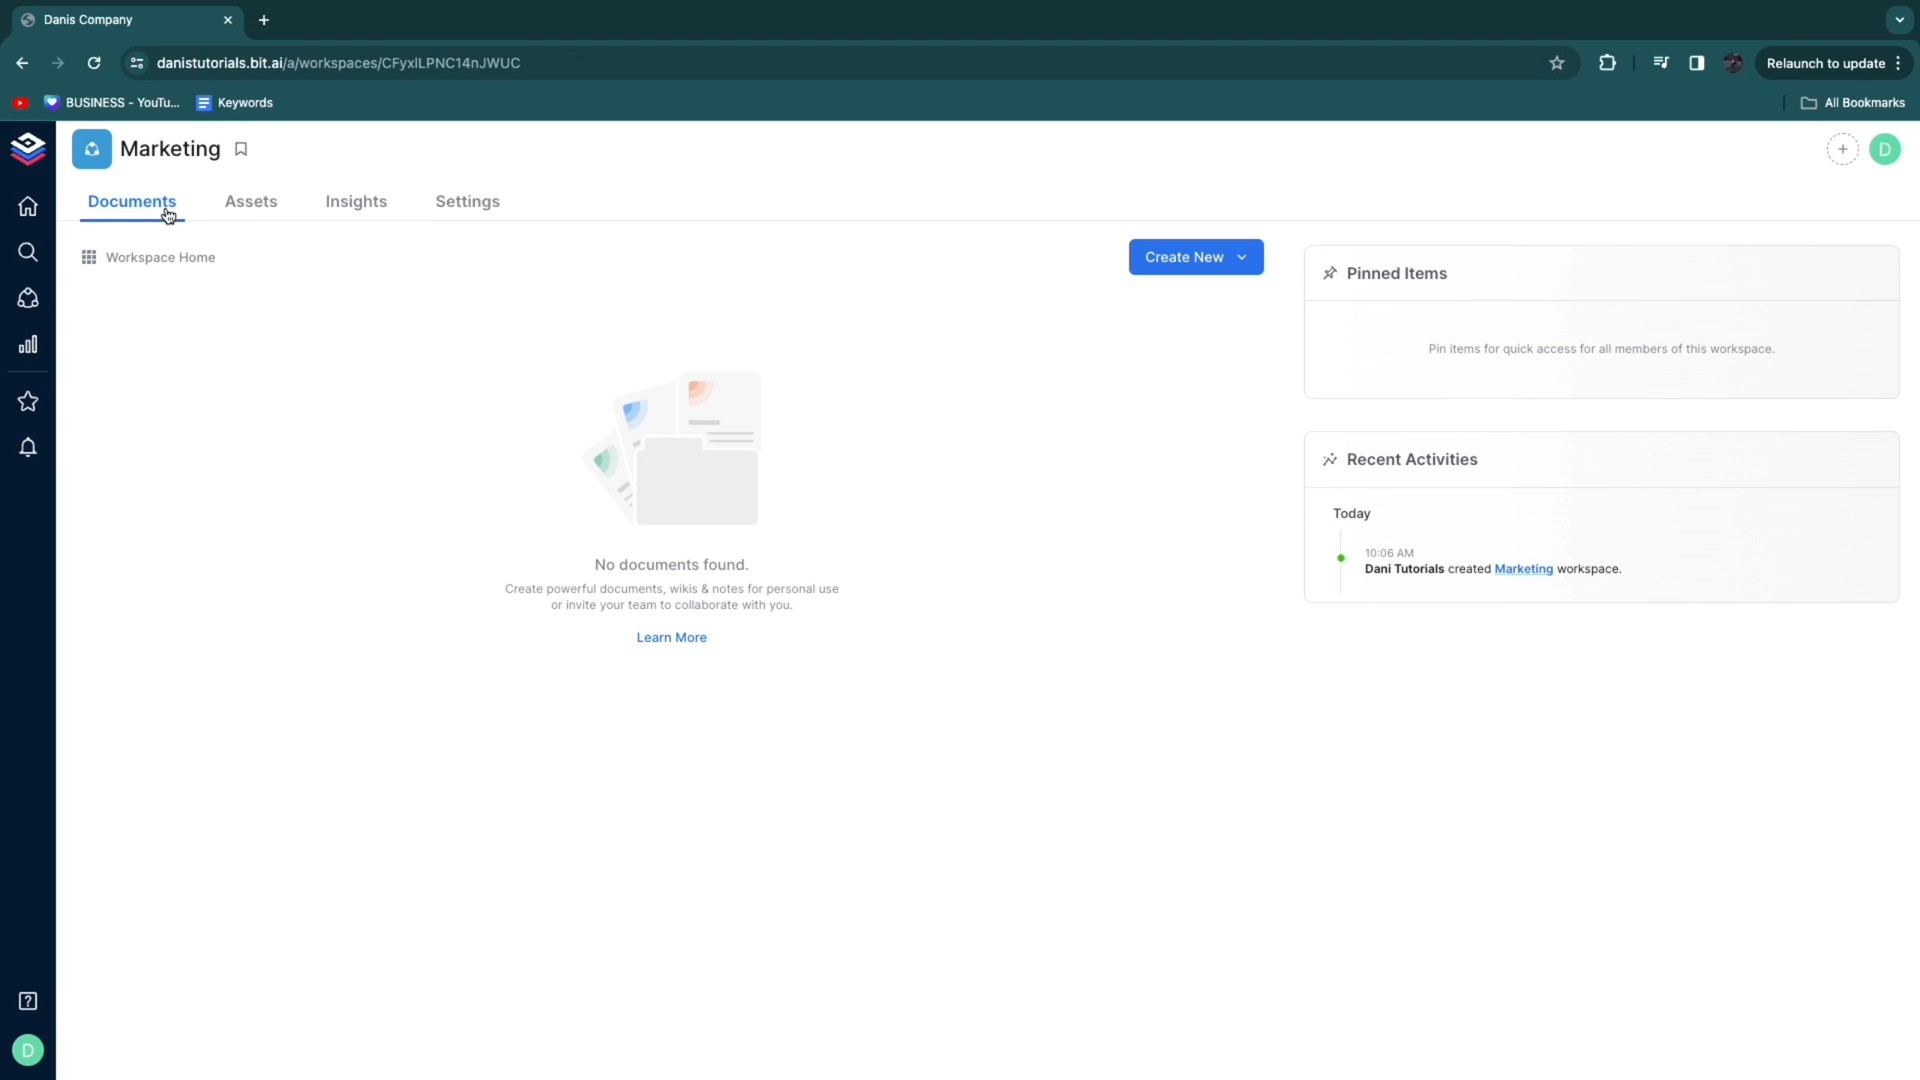 Danis Company
danistutorials.bit.ai/a/workspaces/CFyxlLPNC14nJWUC
Relaunch to update
BUSINESS - YouTu...
Keywords
All Bookmarks
Marketing
D
Documents
Assets
Insights
Settings
Workspace Home
Create New
Pinned Items
Pin items for quick access for all members of this workspace.
Recent Activities
Today
10:06 AM
Dani Tutorials created Marketing workspace.
No documents found.
Create powerful documents, wikis & notes for personal use
or invite your team to collaborate with you.
Learn More
D